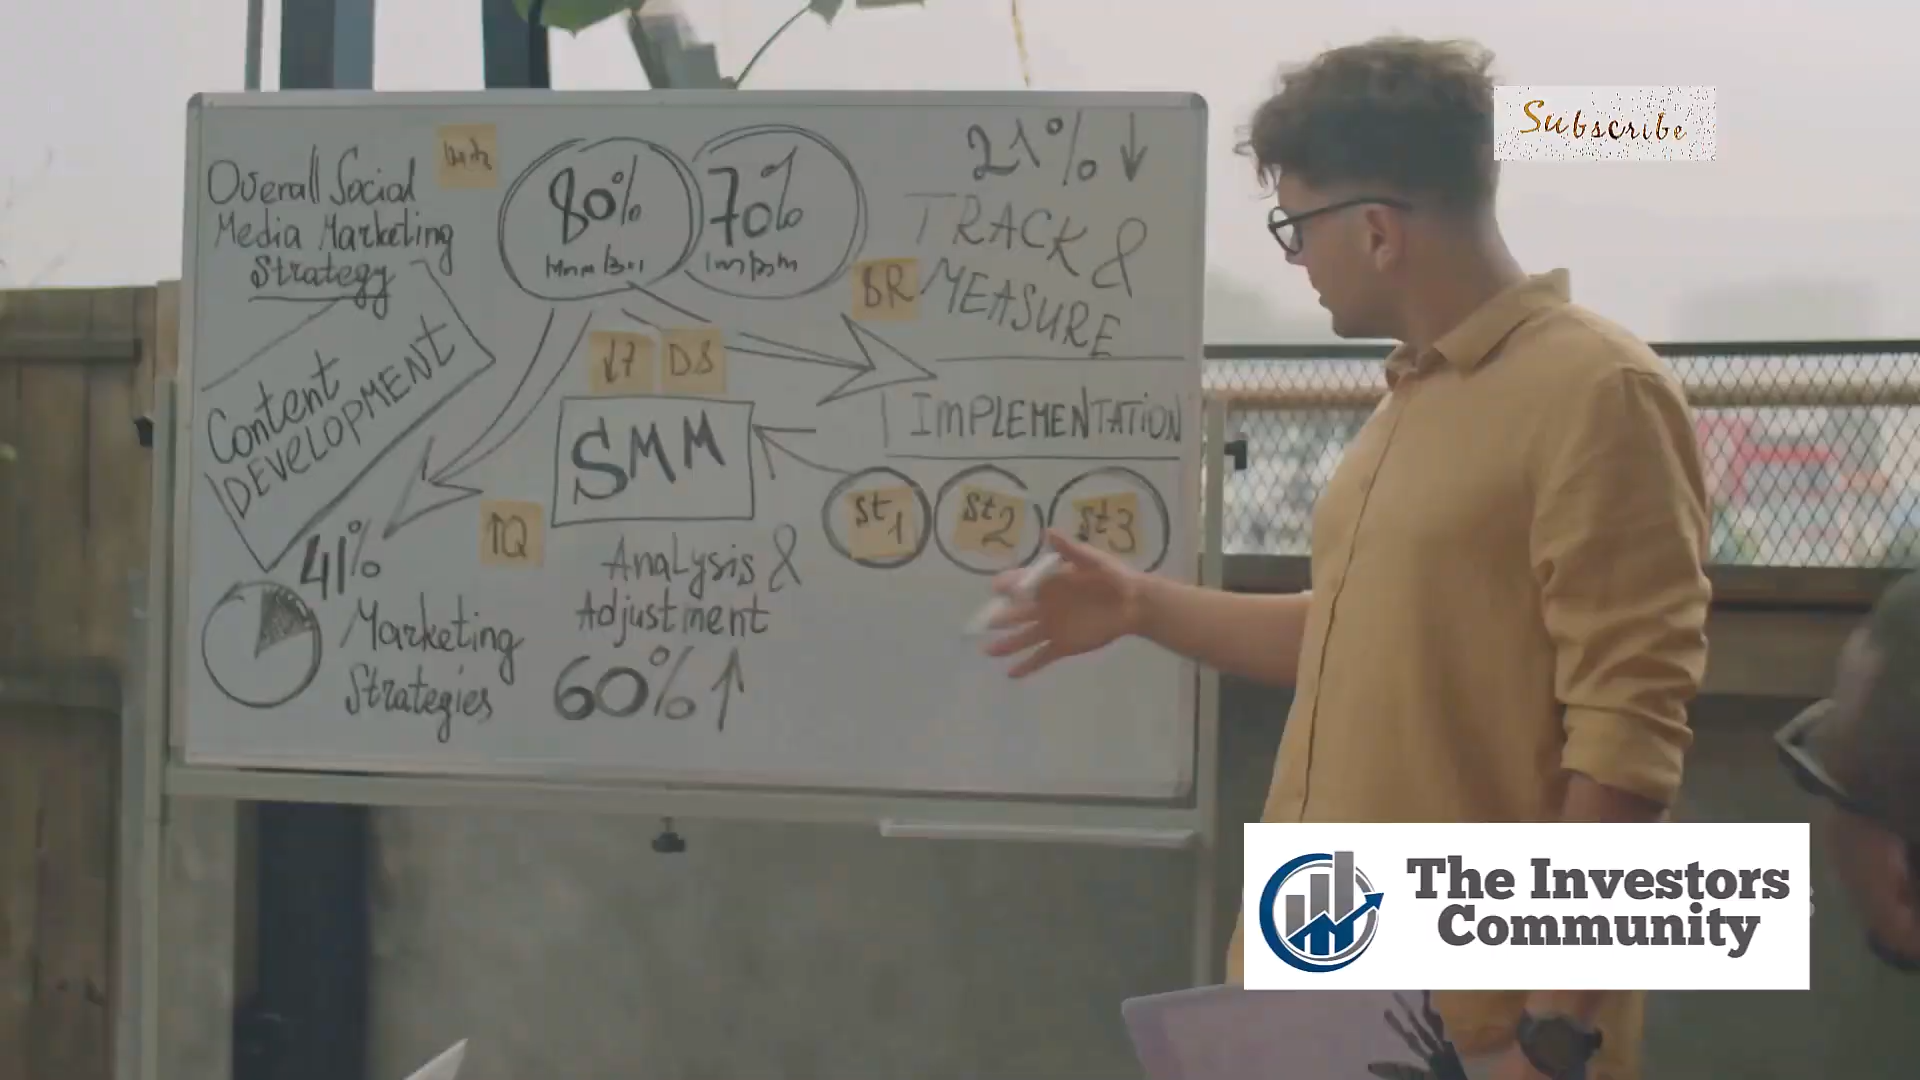 Overall Social
Media Marketing
Strategy
80%
70%
21% ↓
TRACK &
MEASURE
BR
Content
DEVELOPMENT
D8
SMM
IMPLEMENTATION
St1
St2
St3
↑Q
41%
Marketing
Strategies
Analysis &
Adjustment
60% ↑
Subscribe
The Investors
Community